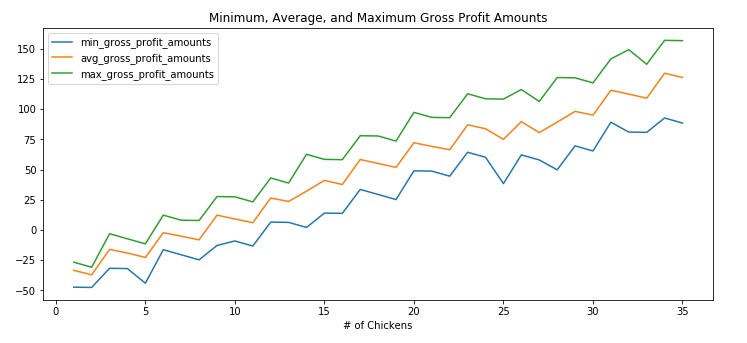 Minimum, Average, and Maximum Gross Profit Amounts
min_gross_profit_amounts
avg_gross_profit_amounts
max_gross_profit_amounts
150
125
100
75
50
25
0
−25
−50
0 5 10 15 20 25 30 35
# of Chickens